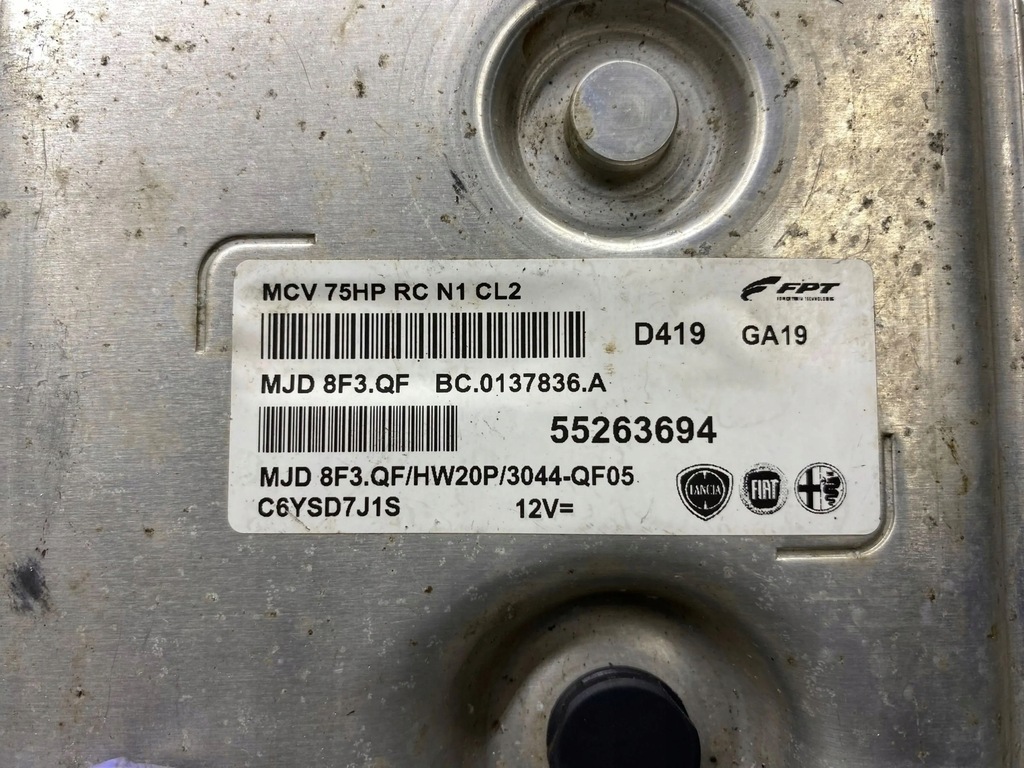 MCV 75HP RC N1 CL2
FPT
D419 GA19
MJD 8F3.QF BC.0137836.A
55263694
MJD 8F3.QF/HW20P/3044-QF05
C6YSD7J1S 12V=
LANCIA FIAT